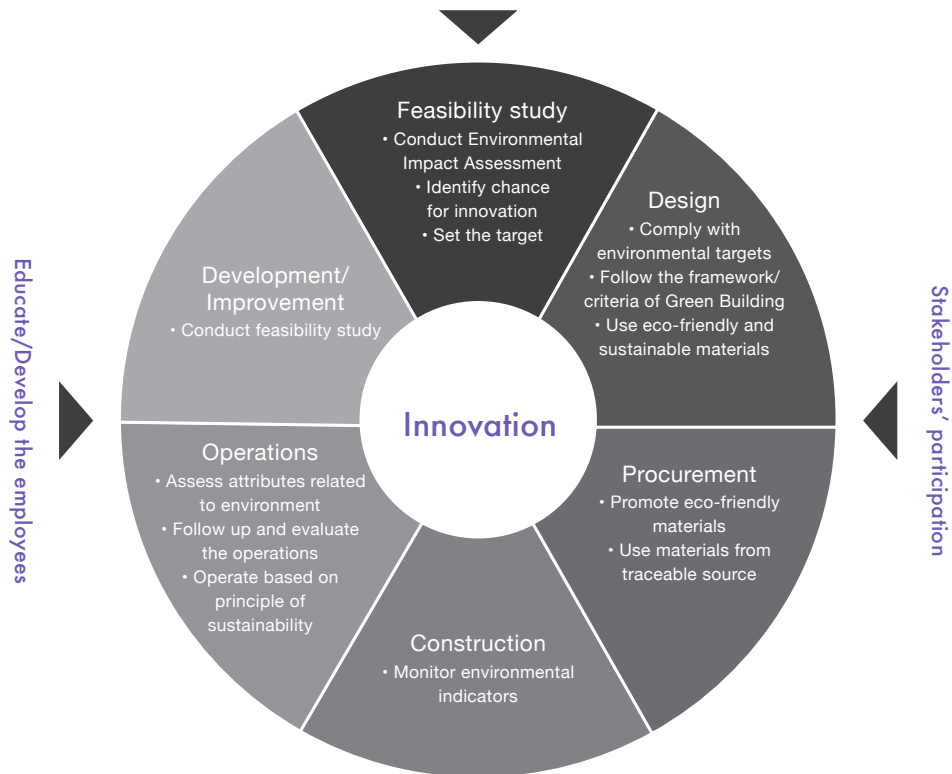 Feasibility study
• Conduct Environmental
Impact Assessment
• Identify chance
for innovation
• Set the target
Design
• Comply with
environmental targets
• Follow the framework/
criteria of Green Building
• Use eco-friendly and
sustainable materials
Procurement
• Promote eco-friendly
materials
• Use materials from
traceable source
Construction
• Monitor environmental
indicators
Operations
• Assess attributes related
to environment
• Follow up and evaluate
the operations
• Operate based on
principle of
sustainability
Development/
Improvement
• Conduct feasibility study
Innovation
Educate/Develop the employees
Stakeholders’ participation